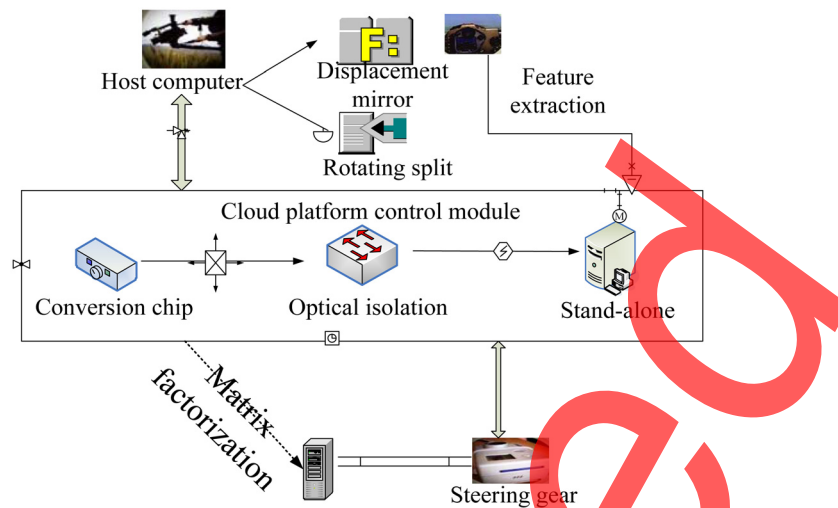 Host computer
F:
Displacement
mirror
Feature
extraction
Rotating split
Cloud platform control module
M
Conversion chip
Optical isolation
Stand-alone
Matrix
factorization
Steering gear
ed